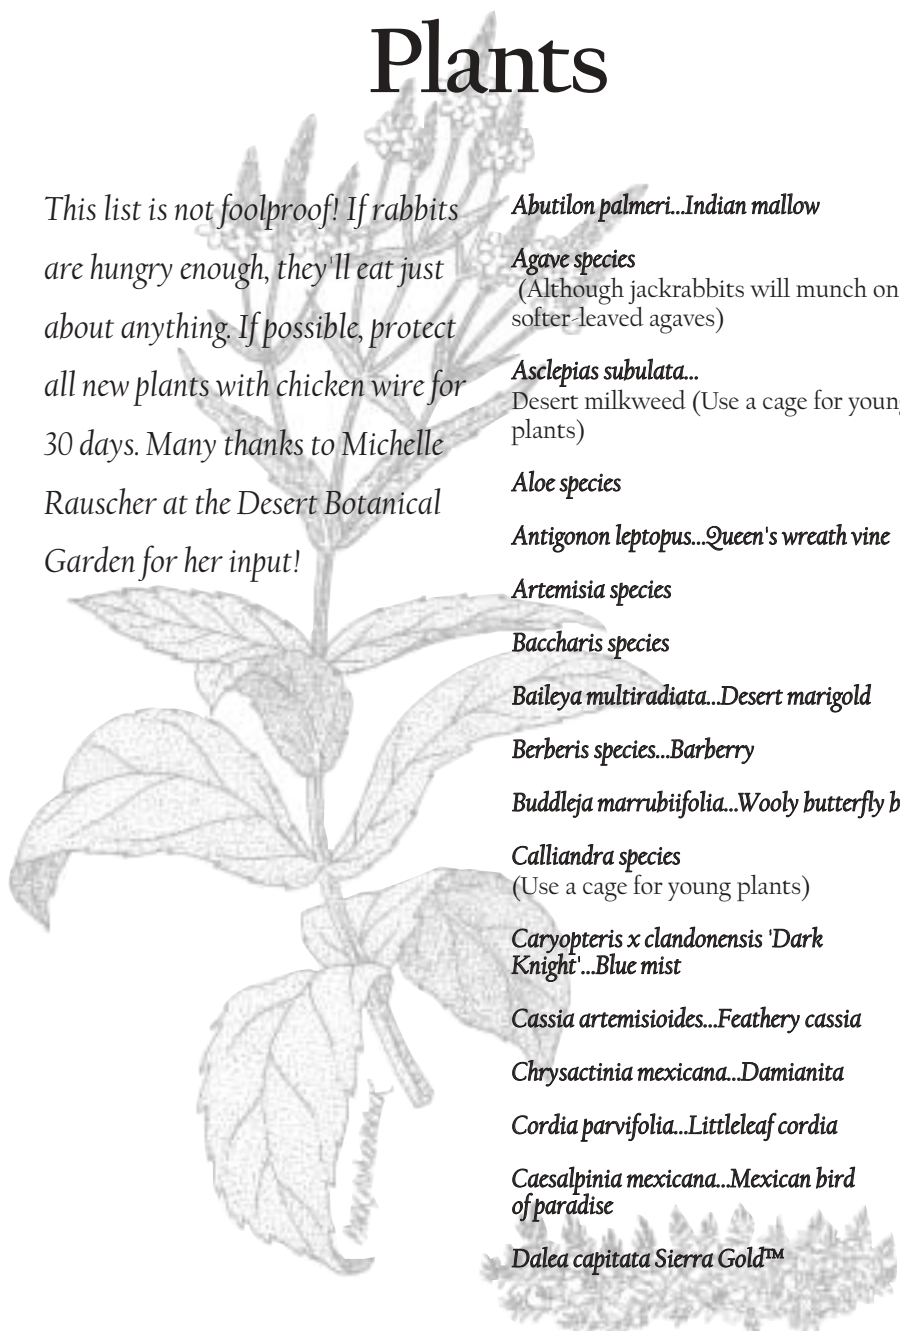 Plants
This list is not foolproof! If rabbits
are hungry enough, they'll eat just
about anything. If possible, protect
all new plants with chicken wire for
30 days. Many thanks to Michelle
Rauscher at the Desert Botanical
Garden for her input!
Abutilon palmeri...Indian mallow
Agave species
(Although jackrabbits will munch on
softer-leaved agaves)
Asclepias subulata...
Desert milkweed (Use a cage for
plants)
Aloe species
Antigonon leptopus...Queen's wreath vine
Artemisia species
Baccharis species
Baileya multiradiata...Desert marigold
Berberis species...Barberry
Buddleja marrubiifolia...Wooly butterfly
Calliandra species
(Use a cage for young plants)
Caryopteris x clandonensis 'Dark
Knight'...Blue mist
Cassia artemisioides...Feathery cassia
Chrysactinia mexicana...Damianita
Cordia parvifolia...Littleleaf cordia
Caesalpinia mexicana...Mexican bird
of paradise
Dalea capitata Sierra Gold™